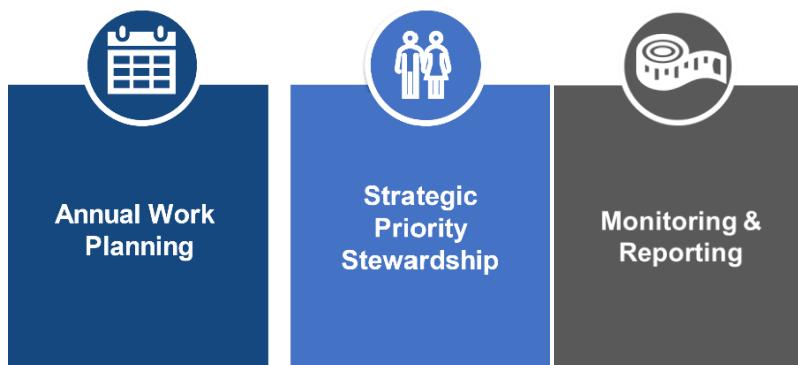 Annual Work
Planning
Strategic
Priority
Stewardship
Monitoring &
Reporting